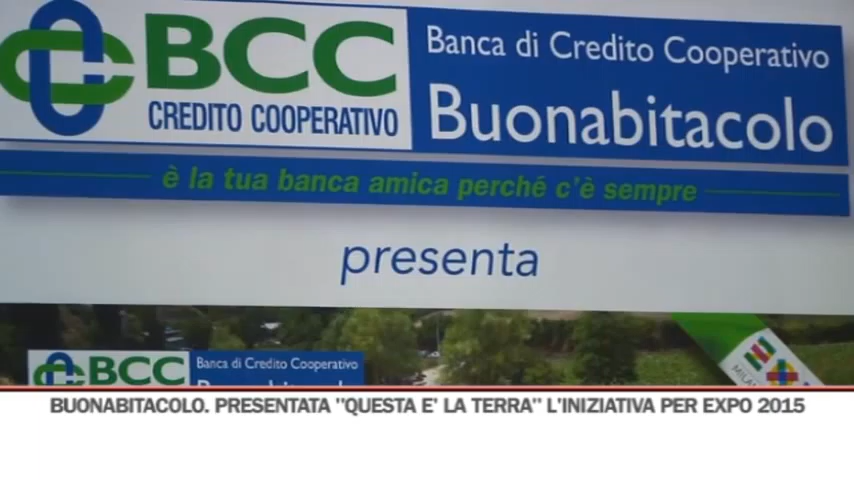 BCC
CREDITO COOPERATIVO
Banca di Credito Cooperativo
Buonabitacolo
è la tua banca amica perché c'è sempre
presenta
BCC
Banca di Credito Cooperativo
BUONABITACOLO. PRESENTATA "QUESTA E' LA TERRA" L'INIZIATIVA PER EXPO 2015